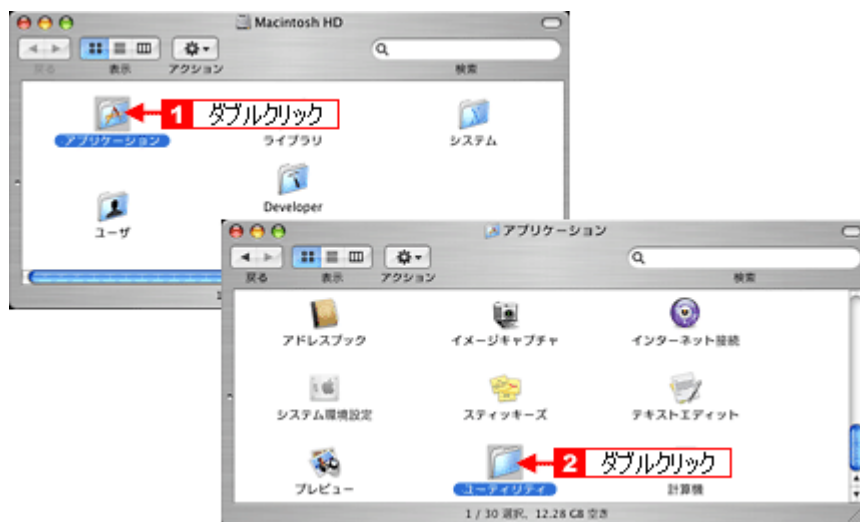 Macintosh HD
戻る 表示 アクション 検索
1 ダブルクリック
アプリケーション ライブラリ システム
ユーザ Developer
アプリケーション
戻る 表示 アクション 検索
アドレスブック イメージキャプチャ インターネット接続
システム環境設定 スティッキーズ テキストエディット
2 ダブルクリック
プレビュー ユーティリティ 計算機
1 / 30 選択、12.28 GB 空き